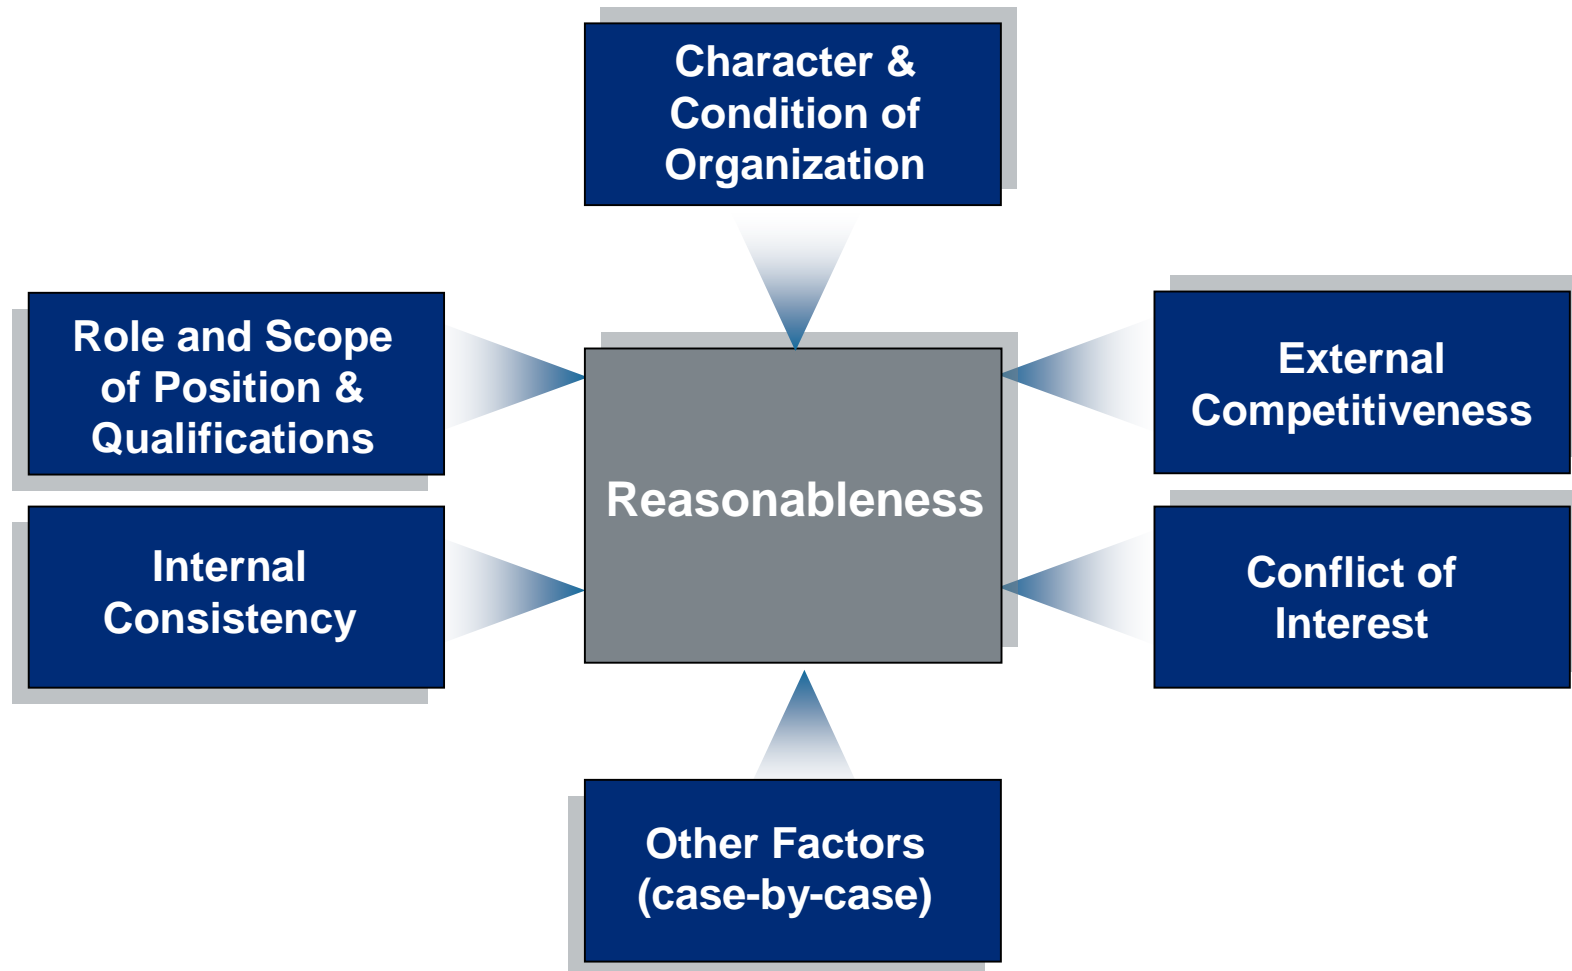 Character &
Condition of
Organization
Role and Scope
of Position &
Qualifications
External
Competitiveness
Reasonableness
Internal
Consistency
Conflict of
Interest
Other Factors
(case-by-case)